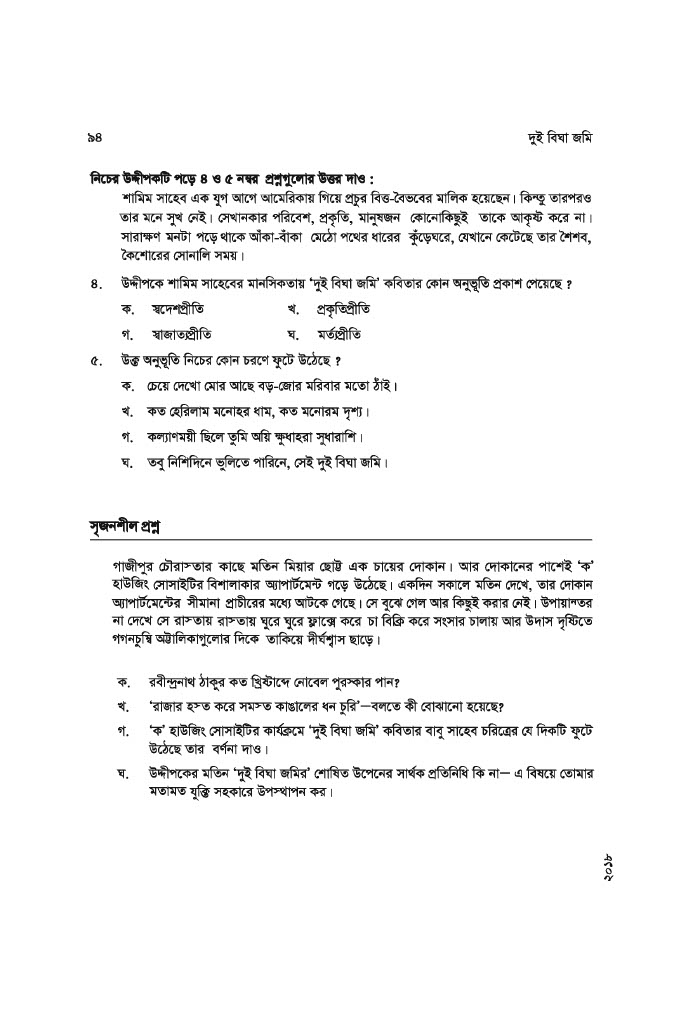 ৯৪ দুই বিঘা জমি
নিচের উদ্দীপকটি পড়ে ৪ ও ৫ নম্বর প্রশ্নগুলোর উত্তর দাও :
শামিম সাহেব এক যুগ আগে আমেরিকায় গিয়ে প্রচুর বিত্ত-বৈভবের মালিক হয়েছেন। কিন্তু তারপরও
তার মনে সুখ নেই। সেখানকার পরিবেশ, প্রকৃতি, মানুষজন কোনোকিছুই তাকে আকৃষ্ট করে না।
সারাক্ষণ মনটা পড়ে থাকে আঁকা-বাঁকা মেঠো পথের ধারের কুঁড়েঘরে, যেখানে কেটেছে তার শৈশব,
কৈশোরের সোনালি সময়।
৪. উদ্দীপকে শামিম সাহেবের মানসিকতায় ‘দুই বিঘা জমি’ কবিতার কোন অনুভূতি প্রকাশ পেয়েছে ?
ক. স্বদেশপ্রীতি খ. প্রকৃতিপ্রীতি
গ. স্বাজাত্যপ্রীতি ঘ. মর্ত্যপ্রীতি
৫. উক্ত অনুভূতি নিচের কোন চরণে ফুটে উঠেছে ?
ক. চেয়ে দেখো মোর আছে বড়-জোর মরিবার মতো ঠাঁই।
খ. কত হেরিলাম মনোহর ধাম, কত মনোরম দৃশ্য।
গ. কল্যাণময়ী ছিলে তুমি অয়ি ক্ষুধাহরা সুধারাশি।
ঘ. তবু নিশিদিনে ভুলিতে পারিনে, সেই দুই বিঘা জমি।
সৃজনশীল প্রশ্ন
গাজীপুর চৌরাস্তার কাছে মতিন মিয়ার ছোট্ট এক চায়ের দোকান। আর দোকানের পাশেই ‘ক’
হাউজিং সোসাইটির বিশালাকার অ্যাপার্টমেন্ট গড়ে উঠেছে। একদিন সকালে মতিন দেখে, তার দোকান
অ্যাপার্টমেন্টের সীমানা প্রাচীরের মধ্যে আটকে গেছে। সে বুঝে গেল আর কিছুই করার নেই। উপায়ান্তর
না দেখে সে রাস্তায় রাস্তায় ঘুরে ঘুরে ফ্লাক্সে করে চা বিক্রি করে সংসার চালায় আর উদাস দৃষ্টিতে
গগনচুম্বি অট্টালিকাগুলোর দিকে তাকিয়ে দীর্ঘশ্বাস ছাড়ে।
ক. রবীন্দ্রনাথ ঠাকুর কত খ্রিষ্টাব্দে নোবেল পুরস্কার পান?
খ. ‘রাজার হস্ত করে সমস্ত কাঙালের ধন চুরি’—বলতে কী বোঝানো হয়েছে?
গ. ‘ক’ হাউজিং সোসাইটির কার্যক্রমে ‘দুই বিঘা জমি’ কবিতার বাবু সাহেব চরিত্রের যে দিকটি ফুটে
উঠেছে তার বর্ণনা দাও।
ঘ. উদ্দীপকের মতিন ‘দুই বিঘা জমির’ শোষিত উপেনের সার্থক প্রতিনিধি কি না— এ বিষয়ে তোমার
মতামত যুক্তি সহকারে উপস্থাপন কর।
২০১৮